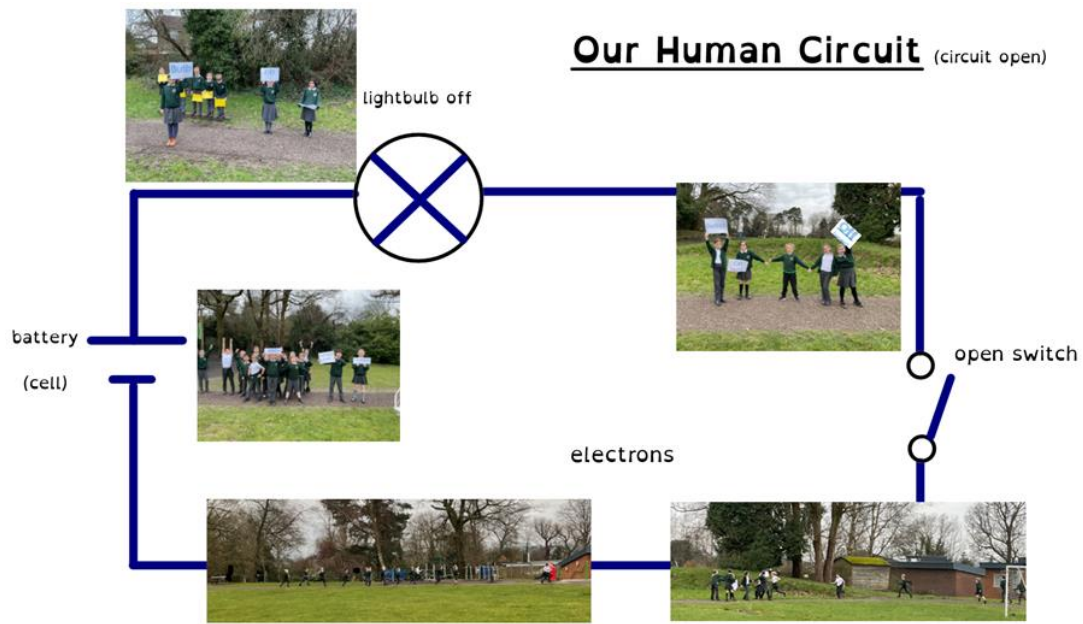 Our Human Circuit (circuit open)
lightbulb off
battery
(cell)
open switch
electrons